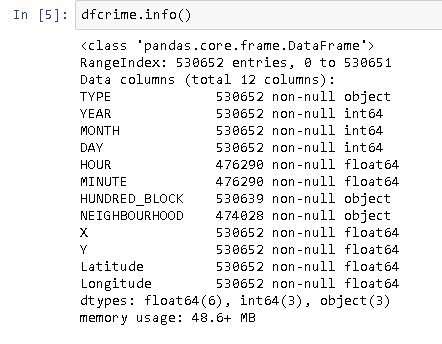 In [5]: dfcrime.info()
<class 'pandas.core.frame.DataFrame'>
RangeIndex: 530652 entries, 0 to 530651
Data columns (total 12 columns):
TYPE             530652 non-null object
YEAR             530652 non-null int64
MONTH            530652 non-null int64
DAY              530652 non-null int64
HOUR             476290 non-null float64
MINUTE           476290 non-null float64
HUNDRED_BLOCK    530639 non-null object
NEIGHBOURHOOD    474028 non-null object
X                530652 non-null float64
Y                530652 non-null float64
Latitude         530652 non-null float64
Longitude        530652 non-null float64
dtypes: float64(6), int64(3), object(3)
memory usage: 48.6+ MB